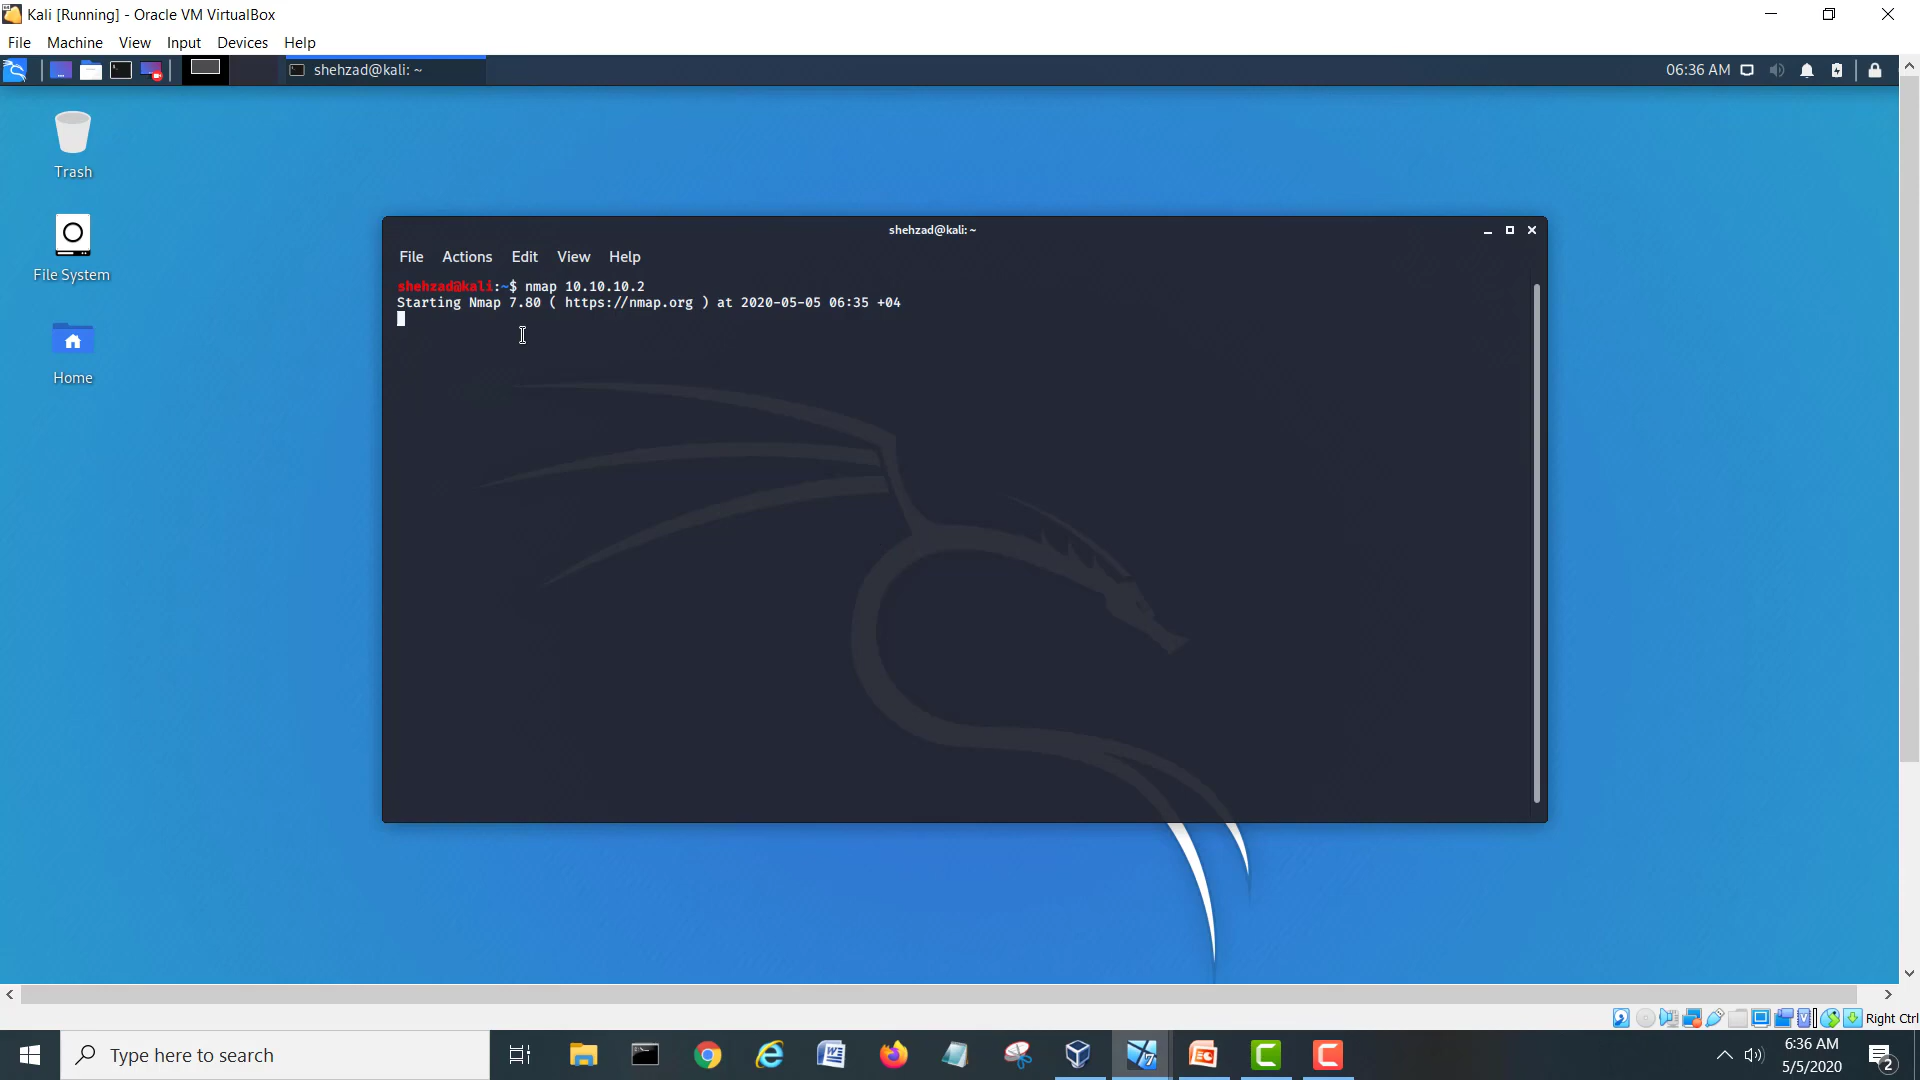 Kali [Running] - Oracle VM VirtualBox
File Machine View Input Devices Help
shehzad@kali: ~
06:36 AM
Trash
File System
Home
shehzad@kali: ~
File Actions Edit View Help
shehzad@kali:~$ nmap 10.10.10.2
Starting Nmap 7.80 ( https://nmap.org ) at 2020-05-05 06:35 +04
Right Ctrl
Type here to search
6:36 AM
5/5/2020
2